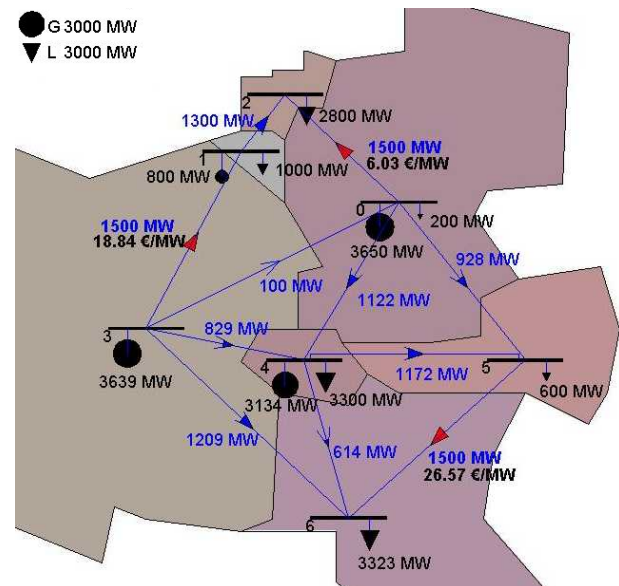 G 3000 MW
L 3000 MW
2
2800 MW
1300 MW
1
800 MW
1000 MW
1500 MW
6.03 €/MW
0
200 MW
3650 MW
1500 MW
18.84 €/MW
928 MW
100 MW
1122 MW
3
829 MW
3639 MW
4
3134 MW
3300 MW
1172 MW
5
600 MW
1209 MW
614 MW
1500 MW
26.57 €/MW
6
3323 MW